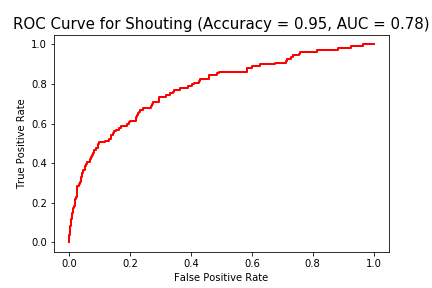 ROC Curve for Shouting (Accuracy = 0.95, AUC = 0.78)
1.0
0.8
0.6
0.4
0.2
0.0
True Positive Rate
0.0 0.2 0.4 0.6 0.8 1.0
False Positive Rate